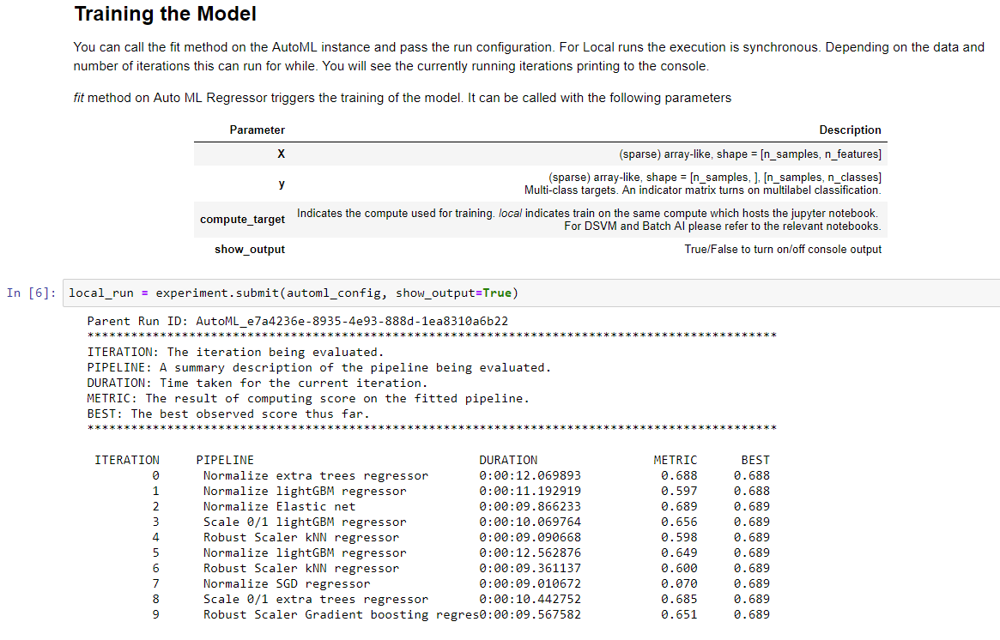 Training the Model
You can call the fit method on the AutoML instance and pass the run configuration. For Local runs the execution is synchronous. Depending on the data and
number of iterations this can run for while. You will see the currently running iterations printing to the console.
fit method on Auto ML Regressor triggers the training of the model. It can be called with the following parameters
Parameter Description
X (sparse) array-like, shape = [n_samples, n_features]
y (sparse) array-like, shape = [n_samples, ], [n_samples, n_classes]
Multi-class targets. An indicator matrix turns on multilabel classification.
compute_target Indicates the compute used for training. local indicates train on the same compute which hosts the jupyter notebook.
For DSVM and Batch AI please refer to the relevant notebooks.
show_output True/False to turn on/off console output
In [6]: local_run = experiment.submit(automl_config, show_output=True)
Parent Run ID: AutoML_e7a4236e-8935-4e93-888d-1ea8310a6b22
***********************************************************************************************
ITERATION: The iteration being evaluated.
PIPELINE: A summary description of the pipeline being evaluated.
DURATION: Time taken for the current iteration.
METRIC: The result of computing score on the fitted pipeline.
BEST: The best observed score thus far.
***********************************************************************************************
ITERATION PIPELINE DURATION METRIC BEST
0 Normalize extra trees regressor 0:00:12.069893 0.688 0.688
1 Normalize lightGBM regressor 0:00:11.192919 0.597 0.688
2 Normalize Elastic net 0:00:09.866233 0.689 0.689
3 Scale 0/1 lightGBM regressor 0:00:10.069764 0.656 0.689
4 Robust Scaler kNN regressor 0:00:09.090668 0.598 0.689
5 Normalize lightGBM regressor 0:00:12.562876 0.649 0.689
6 Robust Scaler kNN regressor 0:00:09.361137 0.600 0.689
7 Normalize SGD regressor 0:00:09.010672 0.070 0.689
8 Scale 0/1 extra trees regressor 0:00:10.442752 0.685 0.689
9 Robust Scaler Gradient boosting regres0:00:09.567582 0.651 0.689